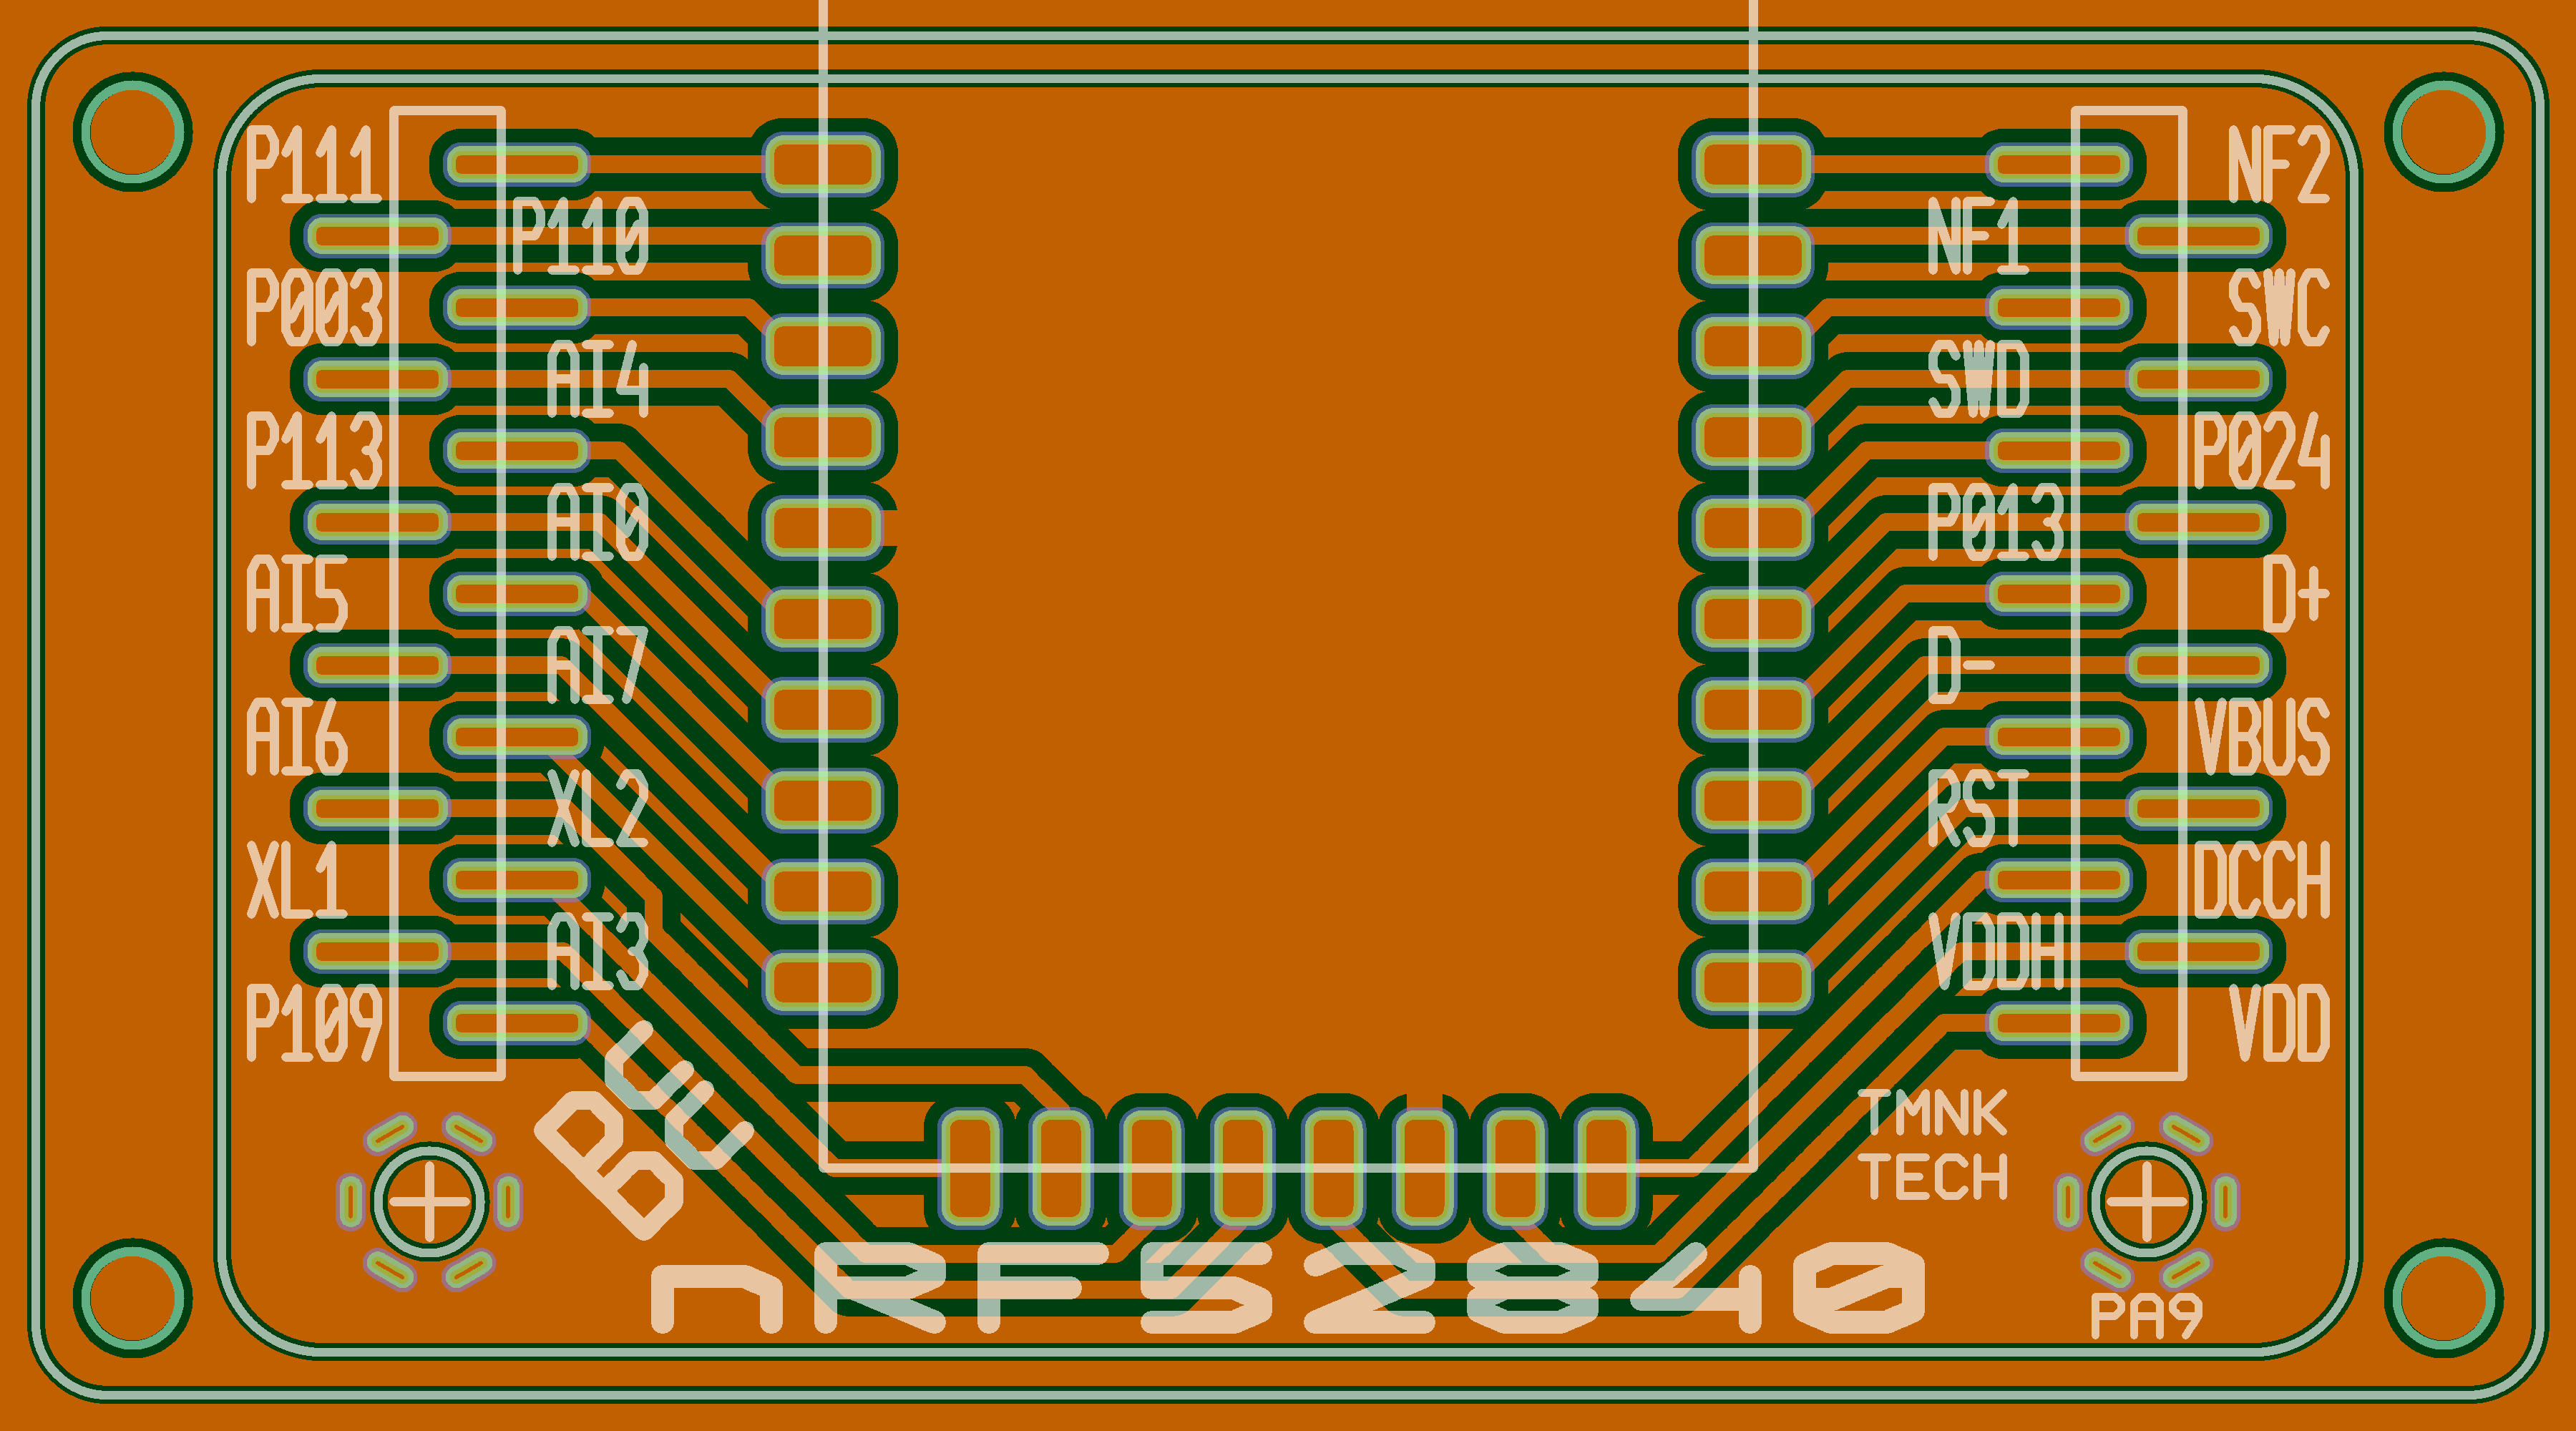 P111
P110
P003
AI4
P113
AI0
AI5
AI7
AI6
XL2
XL1
AI3
P109
NF2
NF1
SWC
SWD
P024
P013
D+
D-
VBUS
RST
DCCH
VDDH
VDD
BLE
TMNK
TECH
nRF52840
PA9